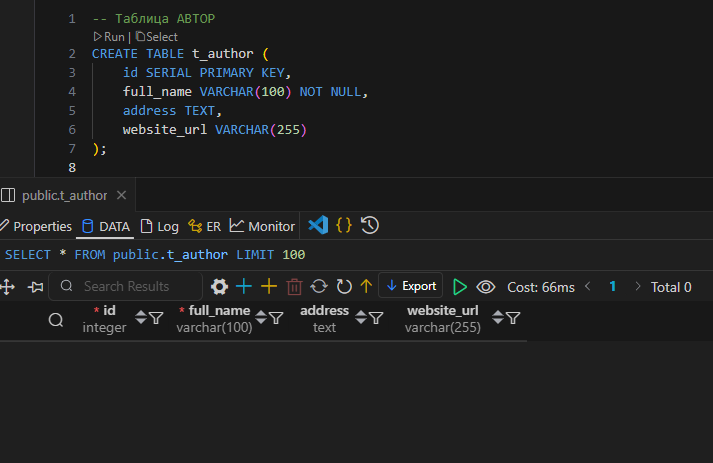 1 -- Таблица АВТОР
Run | Select
2 CREATE TABLE t_author (
3 id SERIAL PRIMARY KEY,
4 full_name VARCHAR(100) NOT NULL,
5 address TEXT,
6 website_url VARCHAR(255)
7 );
8
public.t_author
Properties DATA Log ER Monitor
SELECT * FROM public.t_author LIMIT 100
Search Results Export Cost: 66ms 1 Total 0
* id * full_name address website_url
integer varchar(100) text varchar(255)